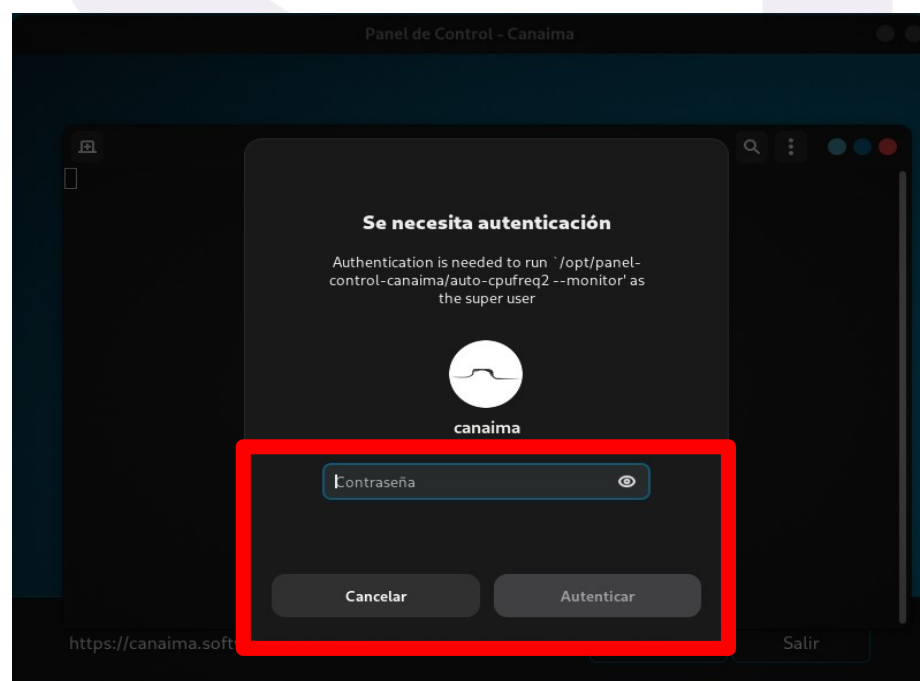 Panel de Control - Canaima
Se necesita autenticación
Authentication is needed to run `/opt/panel-
control-canaima/auto-cpufreq2 --monitor' as
the super user
canaima
Contraseña
Cancelar
Autenticar
https://canaima.soft
Salir